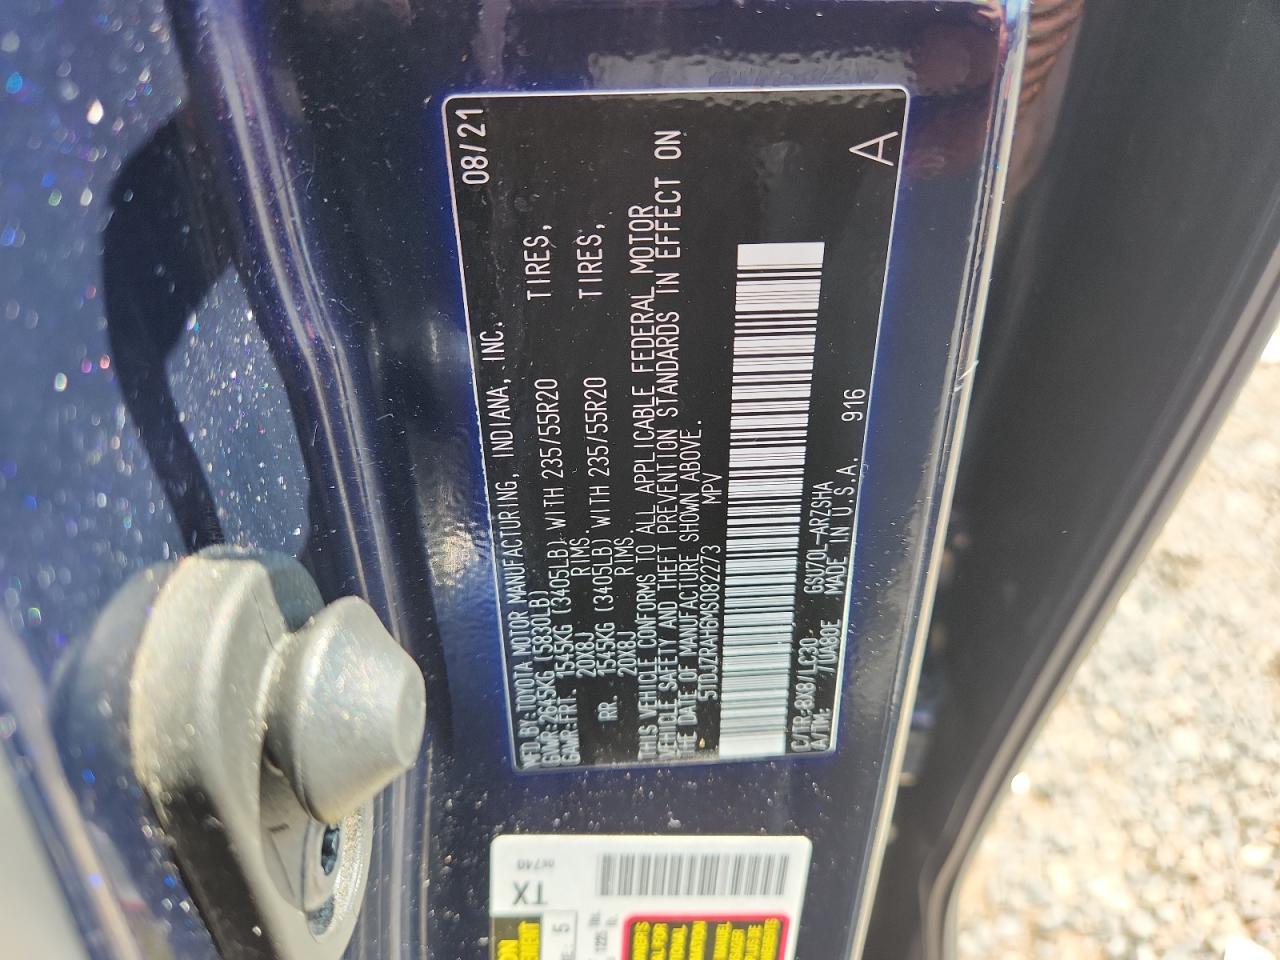 MFD.BY:TOYOTA MOTOR MANUFACTURING, INDIANA, INC. 08/21
GVWR:2645KG (5830LB)
GAWR:FRT. 1545KG (3405LB) WITH 235/55R20 TIRES,
20X8J RIMS.
RR. 1545KG (3405LB) WITH 235/55R20 TIRES,
20X8J RIMS.
THIS VEHICLE CONFORMS TO ALL APPLICABLE FEDERAL MOTOR
VEHICLE SAFETY AND THEFT PREVENTION STANDARDS IN EFFECT ON
THE DATE OF MANUFACTURE SHOWN ABOVE.
5TDJZRAH6MS082273 MPV
C/TR:8X8/LC30 GSU70L-ARZSHA 916
A/TM: /UA80E MADE IN U.S.A. A
TX
5